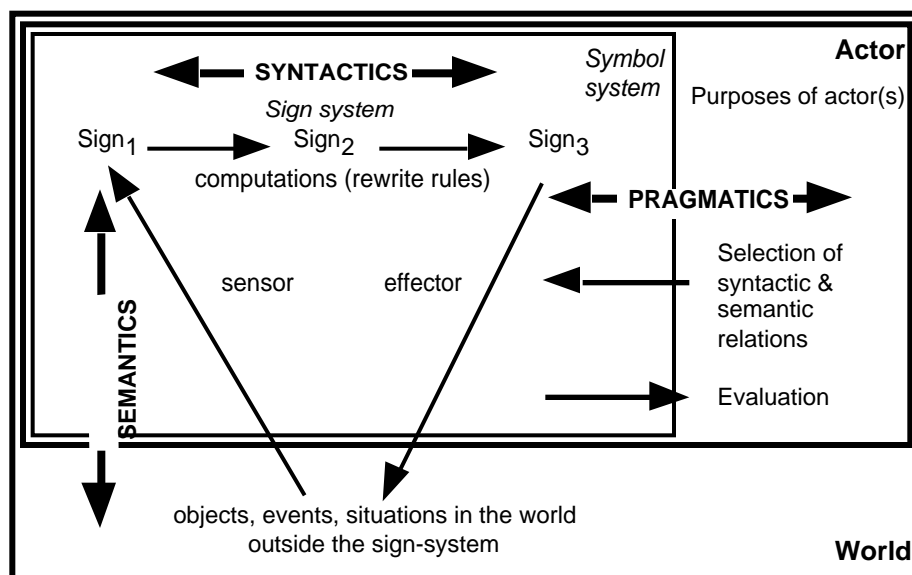 Actor
SYNTACTICS
Symbol
system
Purposes of actor(s)
Sign system
Sign1
Sign2
Sign3
computations (rewrite rules)
PRAGMATICS
SEMANTICS
sensor
effector
Selection of
syntactic &
semantic
relations
Evaluation
objects, events, situations in the world
outside the sign-system
World